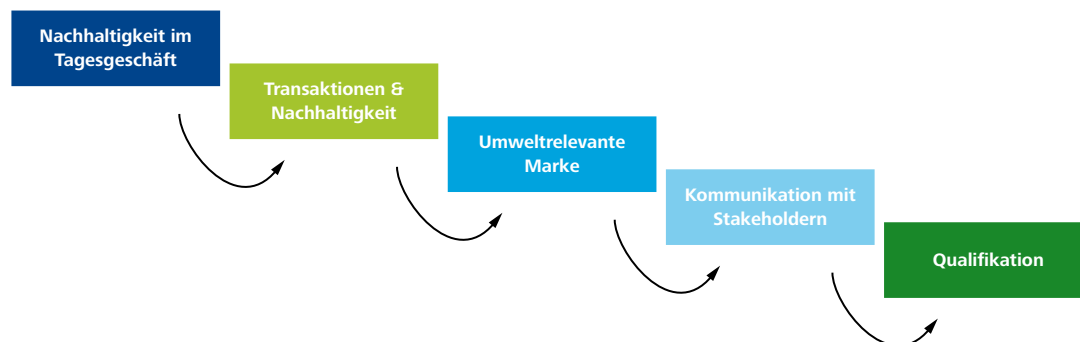 Nachhaltigkeit im
Tagesgeschäft
Transaktionen &
Nachhaltigkeit
Umweltrelevante
Marke
Kommunikation mit
Stakeholdern
Qualifikation